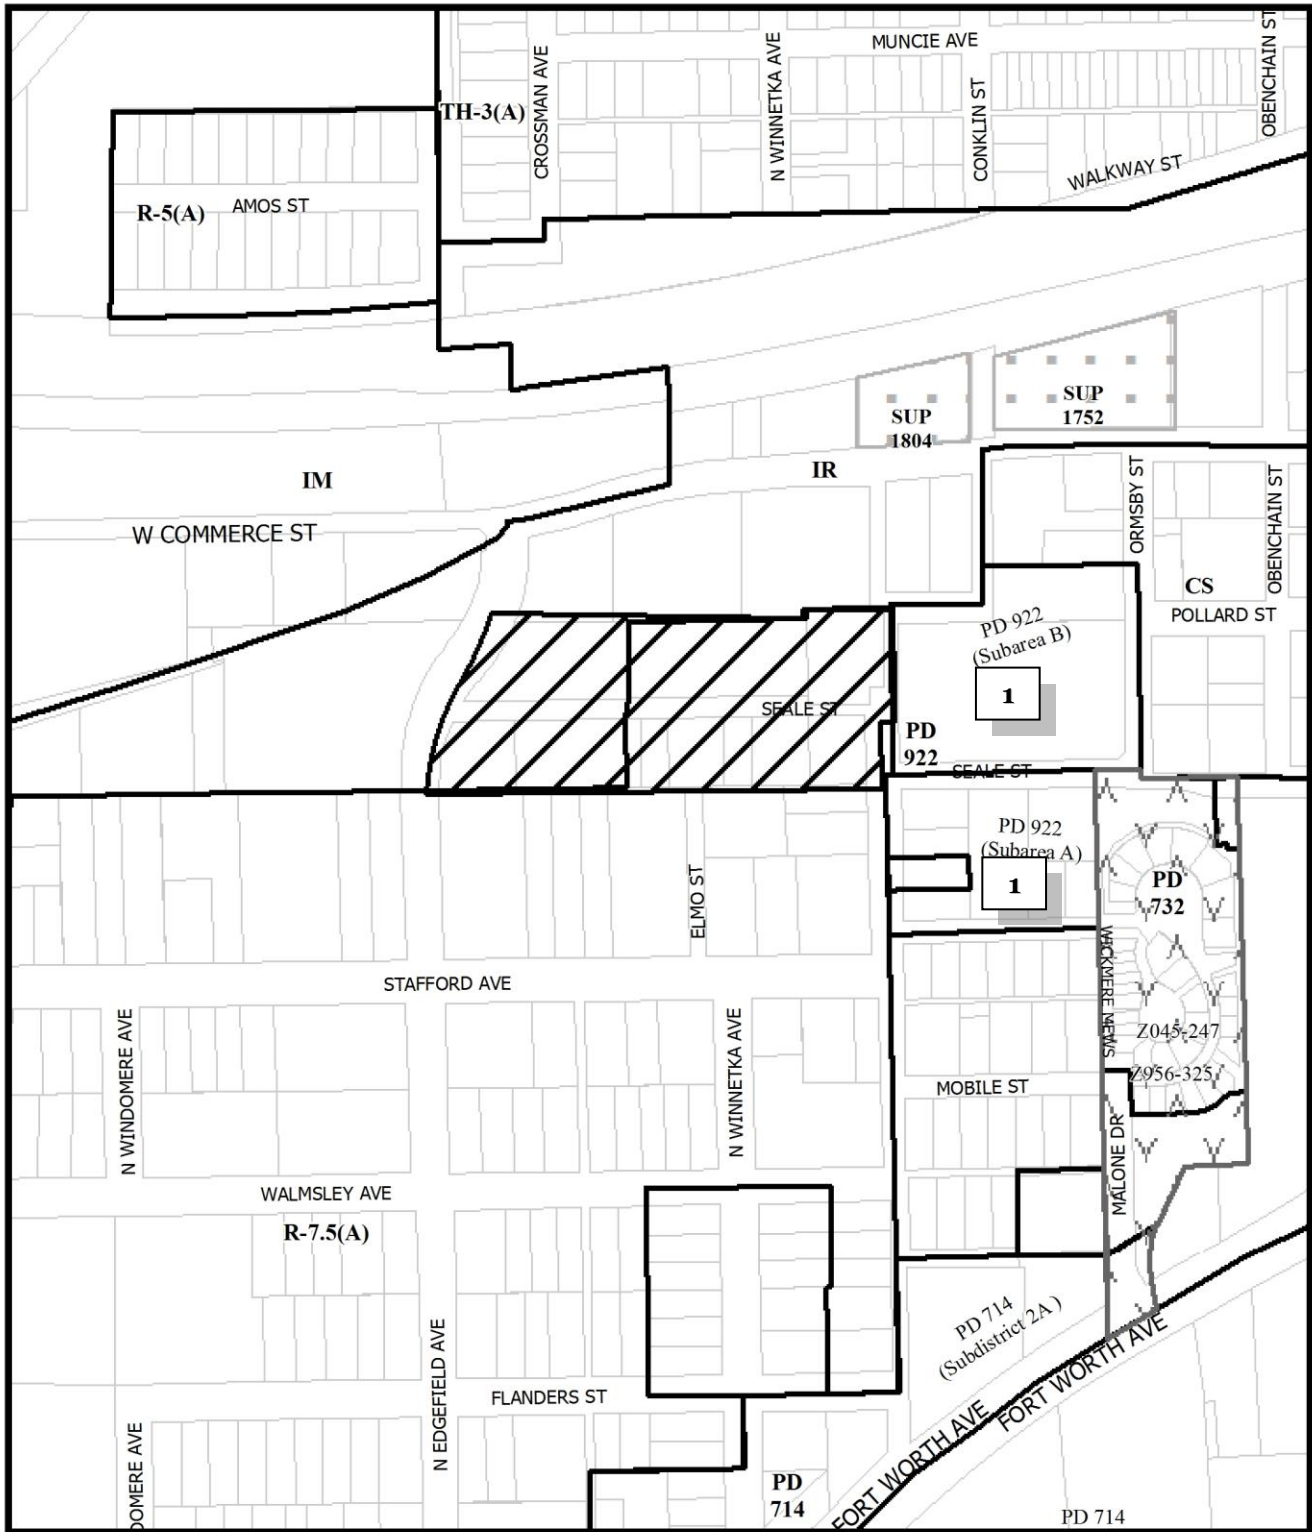 MUNCIE AVE
OBENCHAIN ST
CROSSMAN AVE
N WINNETKA AVE
CONKLIN ST
TH-3(A)
WALKWAY ST
R-5(A)
AMOS ST
SUP
1752
SUP
1804
IM
IR
W COMMERCE ST
ORMSBY ST
OBENCHAIN ST
CS
POLLARD ST
PD 922
(Subarea B)
1
SEALE ST
PD
922
SEALE ST
PD 922
(Subarea A)
1
PD
732
ELMO ST
WICKMERE MEWS
STAFFORD AVE
Z045-247
Z956-325
N WINDOMERE AVE
N WINNETKA AVE
MOBILE ST
MALONE DR
WALMSLEY AVE
R-7.5(A)
PD 714
(Subdistrict 2A )
N EDGEFIELD AVE
FORT WORTH AVE
FLANDERS ST
FORT WORTH AVE
DOMERE AVE
PD
714
PD 714